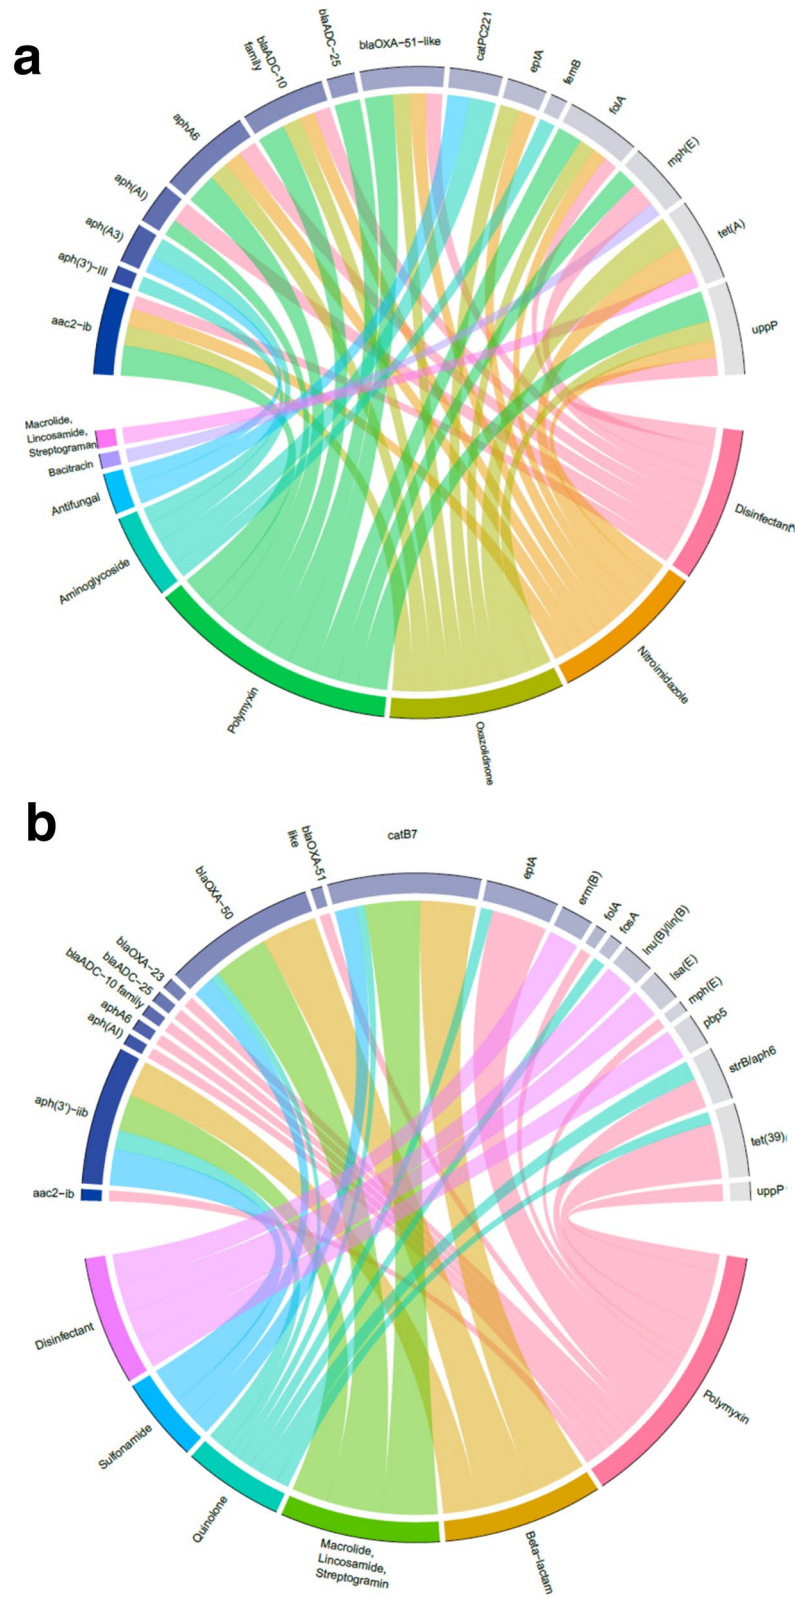 a
blaADC-10
family
blaADC-25
blaOXA-51-like
catPC221
eptA
femB
folA
mph(E)
tet(A)
uppP
aphA6
aph(AI)
aph(A3)
aph(3')-III
aac2-ib
Macrolide,
Lincosamide,
Streptograman
Bacitracin
Antifungal
Aminoglycoside
Polymyxin
Oxazolidinone
Nitroimidazole
Disinfectant
b
catB7
blaOXA-51
like
blaOXA-50
blaOXA-23
blaADC-25
blaADC-10 family
aphA6
aph(AI)
aph(3')-iib
aac2-ib
eptA
erm(B)
folA
fosA
lnu(B)/lin(B)
lsa(E)
mph(E)
pbp5
strB/aph6
tet(39)
uppP
Disinfectant
Sulfonamide
Quinolone
Macrolide,
Lincosamide,
Streptogramin
Beta-lactam
Polymyxin